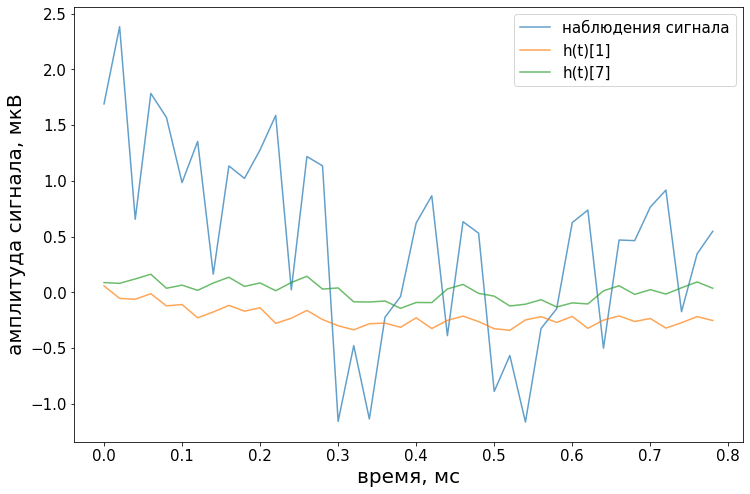 наблюдения сигнала
h(t)[1]
h(t)[7]
амплитуда сигнала, мкВ
2.5
2.0
1.5
1.0
0.5
0.0
−0.5
−1.0
0.0 0.1 0.2 0.3 0.4 0.5 0.6 0.7 0.8
время, мс